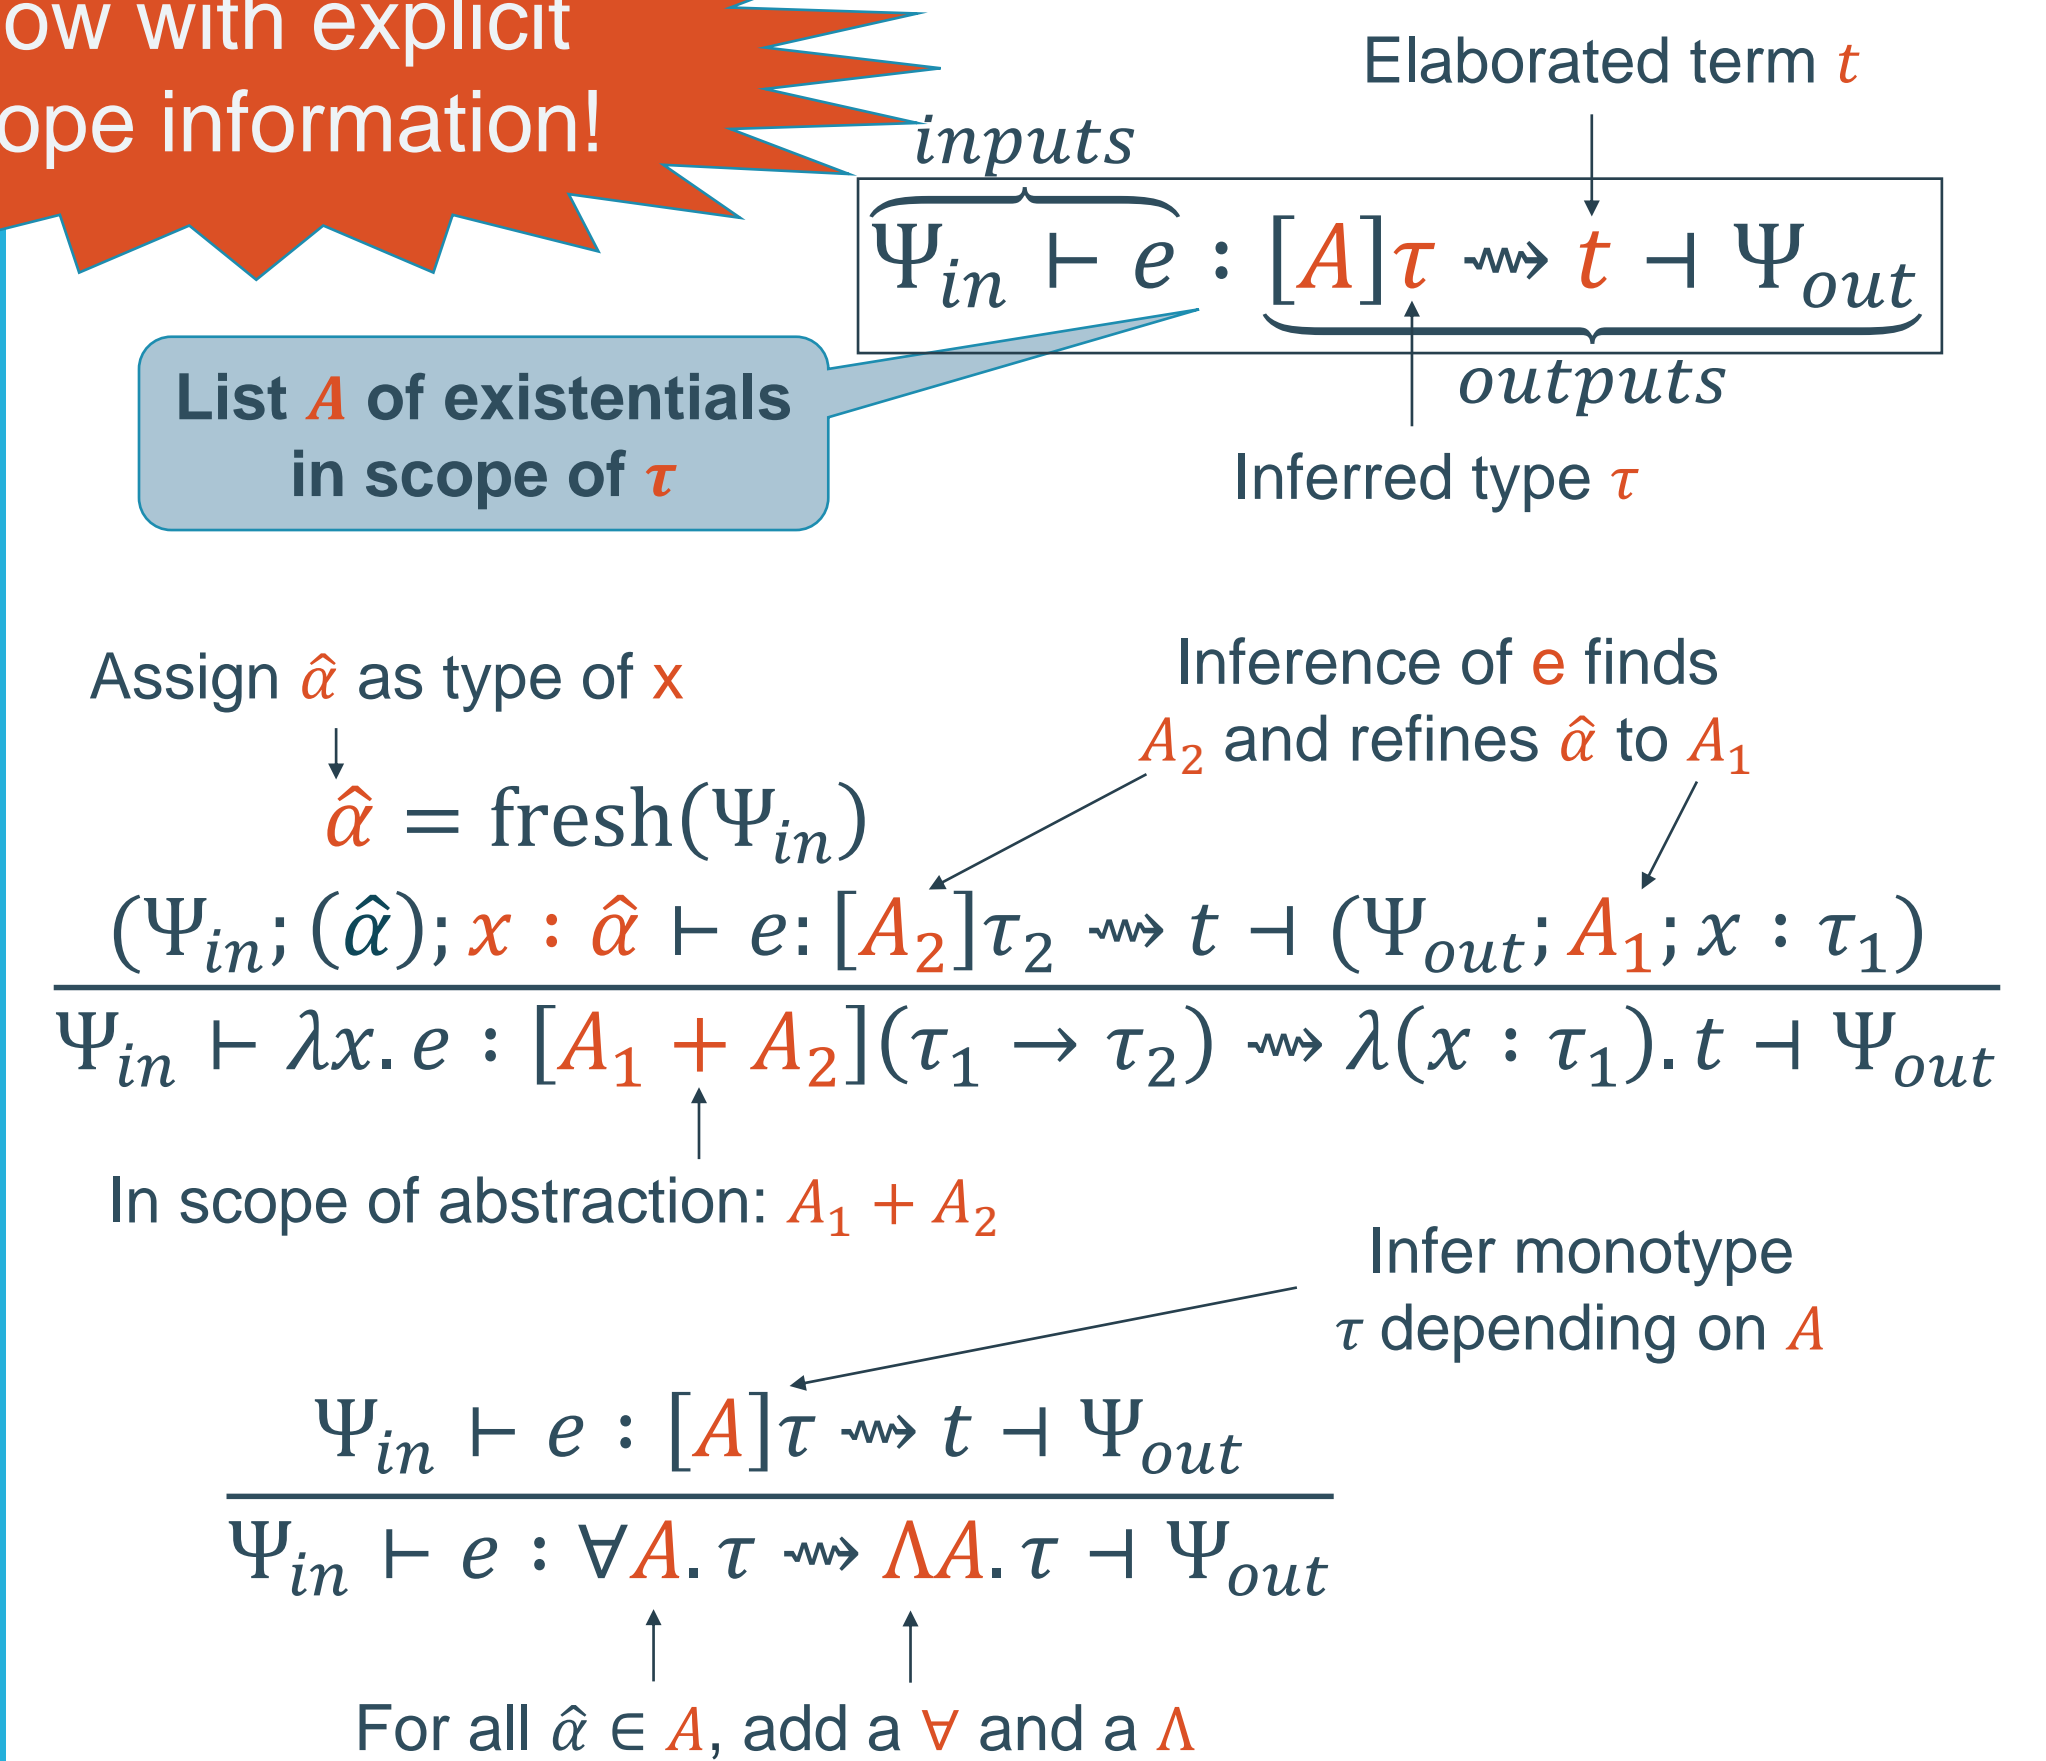 ow with explicit
ope information!
Elaborated term t
inputs
Ψ_in ⊢ e : [A]τ ⇝ t ⊣ Ψ_out
outputs
List A of existentials
in scope of τ
Inferred type τ
Assign α̂ as type of x
Inference of e finds
A₂ and refines α̂ to A₁
α̂ = fresh(Ψ_in)
(Ψ_in; (α̂); x : α̂ ⊢ e: [A₂]τ₂ ⇝ t ⊣ (Ψ_out; A₁; x : τ₁)
Ψ_in ⊢ λx. e : [A₁ + A₂](τ₁ → τ₂) ⇝ λ(x : τ₁). t ⊣ Ψ_out
In scope of abstraction: A₁ + A₂
Infer monotype
τ depending on A
Ψ_in ⊢ e : [A]τ ⇝ t ⊣ Ψ_out
Ψ_in ⊢ e : ∀A. τ ⇝ ΛA. τ ⊣ Ψ_out
For all α̂ ∈ A, add a ∀ and a Λ